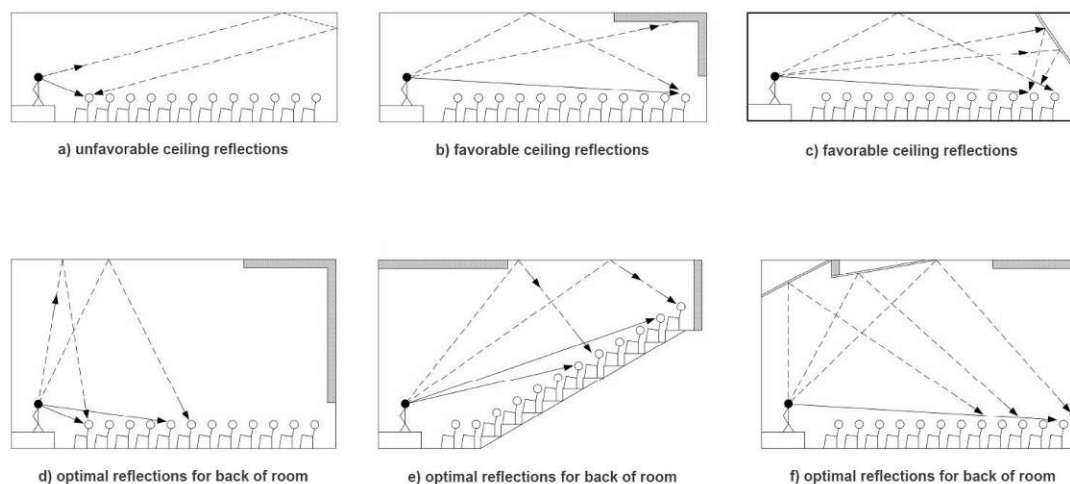 a) unfavorable ceiling reflections
b) favorable ceiling reflections
c) favorable ceiling reflections
d) optimal reflections for back of room
e) optimal reflections for back of room
f) optimal reflections for back of room